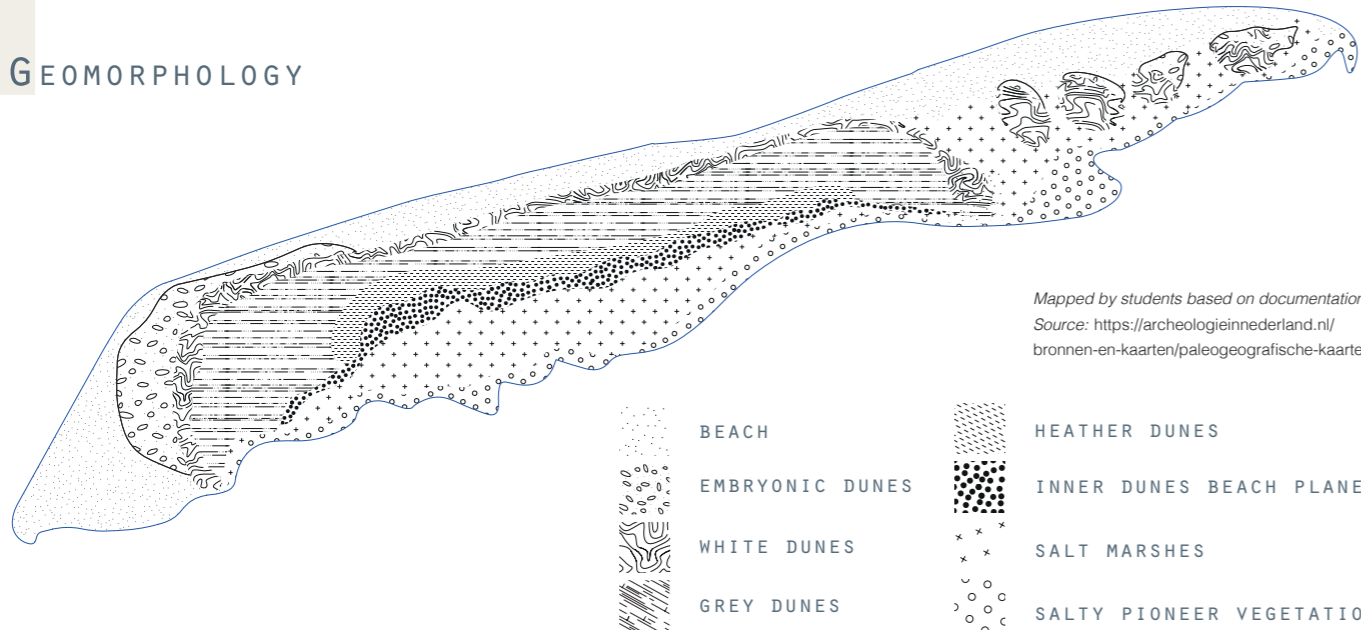 GEOMORPHOLOGY
Mapped by students based on documentation
Source: https://archeologieinnederland.nl/
bronnen-en-kaarten/paleogeografische-kaarte
BEACH
EMBRYONIC DUNES
WHITE DUNES
GREY DUNES
HEATHER DUNES
INNER DUNES BEACH PLANE
SALT MARSHES
SALTY PIONEER VEGETATIO